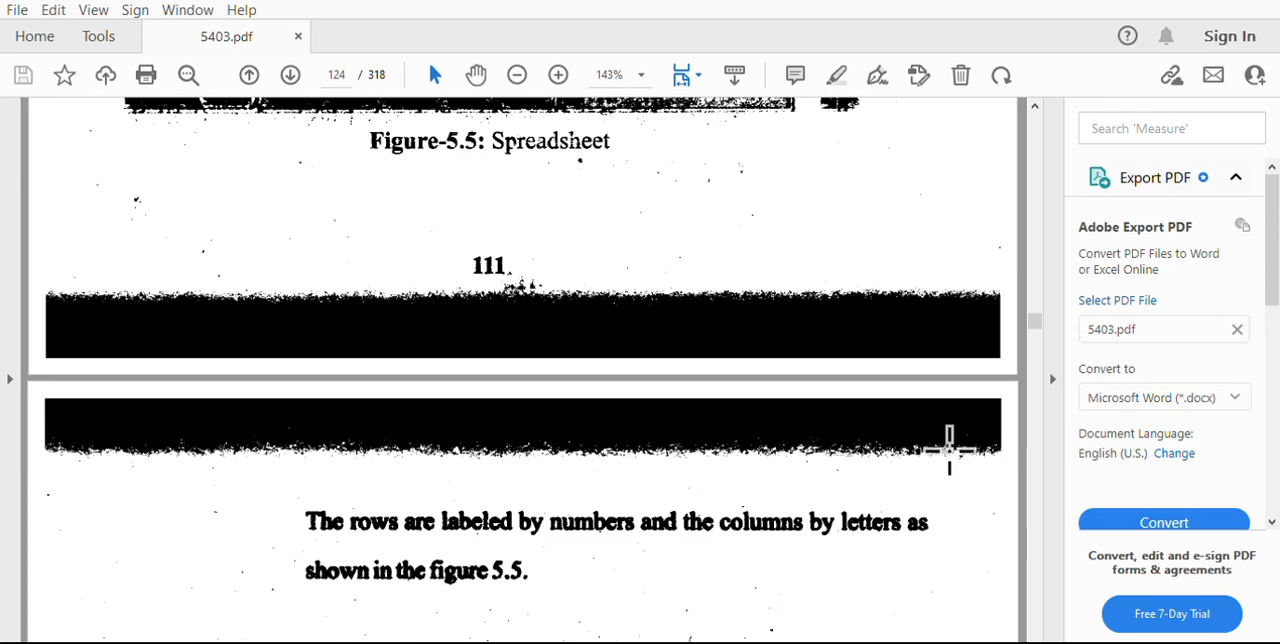 File Edit View Sign Window Help
Home Tools 5403.pdf × Sign In
124 / 318 143%
Figure-5.5: Spreadsheet
111
The rows are labeled by numbers and the columns by letters as
shown in the figure 5.5.
Search 'Measure'
Export PDF
Adobe Export PDF
Convert PDF Files to Word
or Excel Online
Select PDF File
5403.pdf
Convert to
Microsoft Word (*.docx)
Document Language:
English (U.S.) Change
Convert
Convert, edit and e-sign PDF
forms & agreements
Free 7-Day Trial